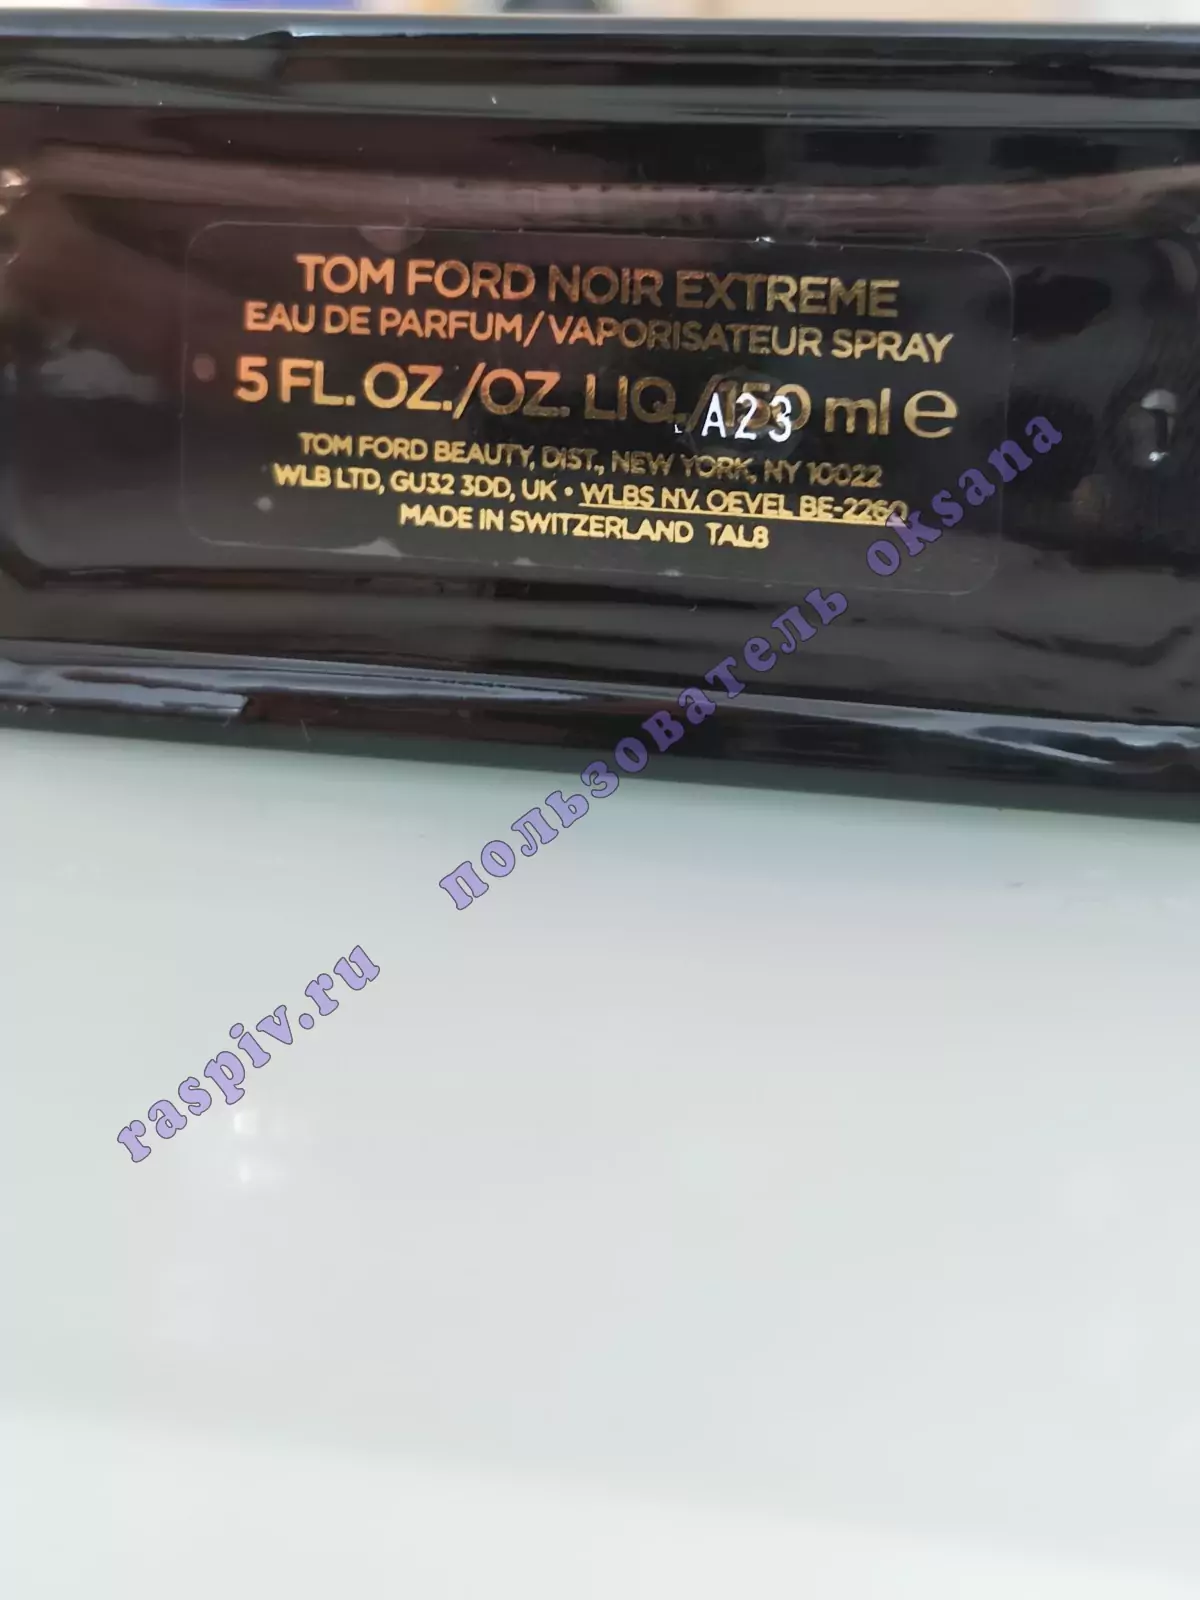 TOM FORD NOIR EXTREME
EAU DE PARFUM/VAPORISATEUR SPRAY
5 FL. OZ./OZ. LIQ./150 ml e
A23
TOM FORD BEAUTY, DIST., NEW YORK, NY 10022
WLB LTD, GU32 3DD, UK • WLBS NV, OEVEL BE-2260
MADE IN SWITZERLAND TAL8
raspiv.ru пользователь oksana